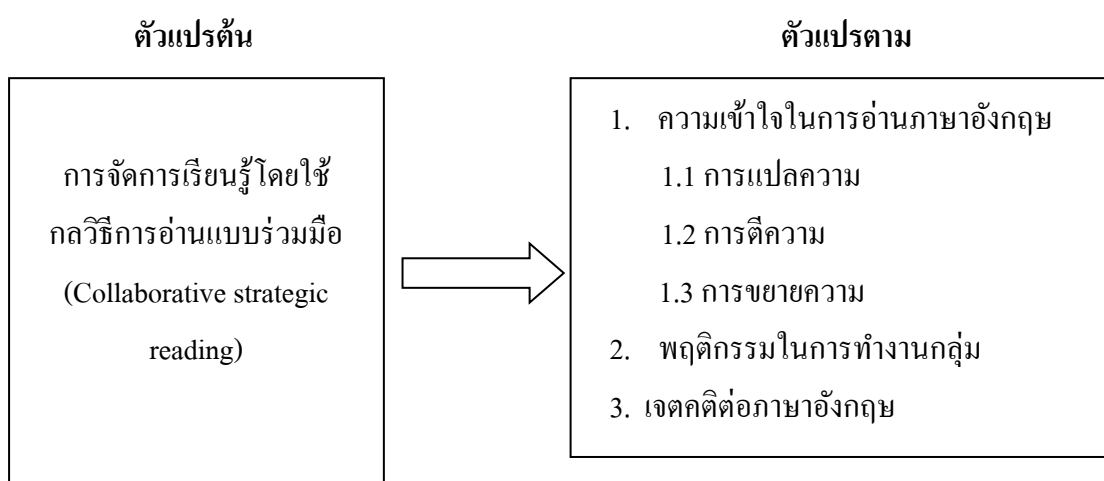 ตัวแปรต้น
การจัดการเรียนรู้โดยใช้
กลวิธีการอ่านแบบร่วมมือ
(Collaborative strategic
reading)
ตัวแปรตาม
1. ความเข้าใจในการอ่านภาษาอังกฤษ
1.1 การแปลความ
1.2 การตีความ
1.3 การขยายความ
2. พฤติกรรมในการทำงานกลุ่ม
3. เจตคติต่อภาษาอังกฤษ